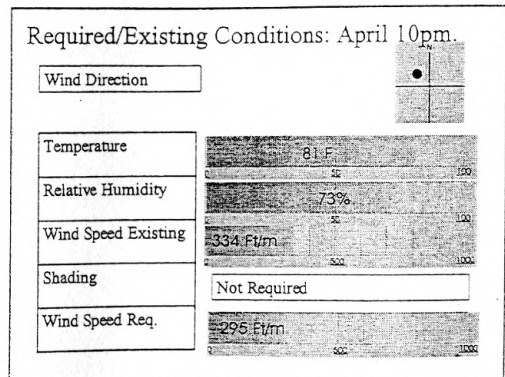 Required/Existing Conditions: April 10pm.
N
Wind Direction
Temperature
81 F
0 50 100
Relative Humidity
73%
0 50 100
Wind Speed Existing
334 Ft/m
0 500 1000
Shading
Not Required
Wind Speed Req.
295 Ft/m
0 500 1000